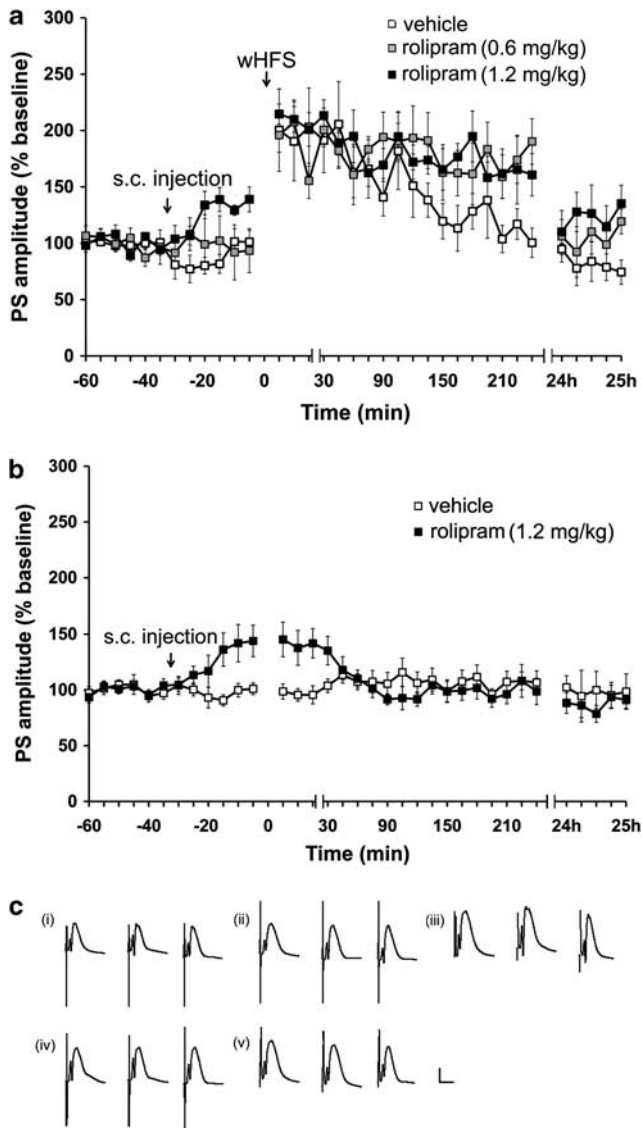 a
vehicle
rolipram (0.6 mg/kg)
rolipram (1.2 mg/kg)
wHFS
s.c. injection
PS amplitude (% baseline)
300
250
200
150
100
50
0
-60 -40 -20 0 30 90 150 210 24h 25h
Time (min)
b
vehicle
rolipram (1.2 mg/kg)
s.c. injection
PS amplitude (% baseline)
300
250
200
150
100
50
0
-60 -40 -20 0 30 90 150 210 24h 25h
Time (min)
c
(i) (ii) (iii)
(iv) (v)